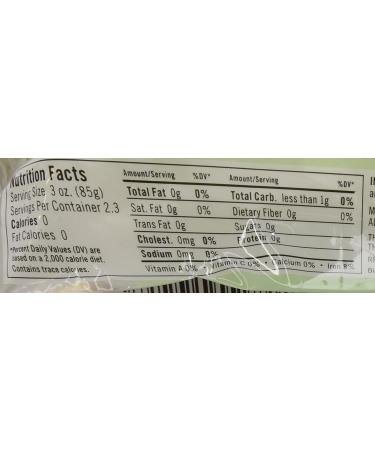 Nutrition Facts
Serving Size 3 oz. (85g)
Servings Per Container 2.3
Calories 0
Fat Calories 0
*Percent Daily Values (DV) are
based on a 2,000 calorie diet.
Contains trace calories.
Amount/Serving %DV*
Total Fat 0g 0%
Sat. Fat 0g 0%
Trans Fat 0g
Cholest. 0mg 0%
Sodium 0mg 0%
Amount/Serving %DV*
Total Carb. less than 1g 0%
Dietary Fiber 0g 0%
Sugars 0g
Protein 0g
Vitamin A 0% • Vitamin C 0% • Calcium 0% • Iron 8%